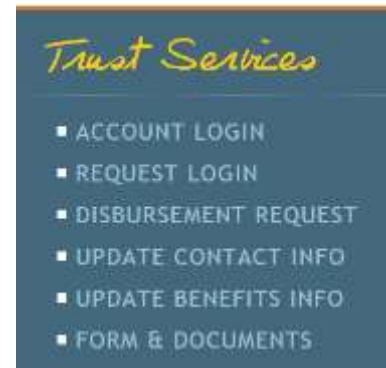 Trust Services
ACCOUNT LOGIN
REQUEST LOGIN
DISBURSEMENT REQUEST
UPDATE CONTACT INFO
UPDATE BENEFITS INFO
FORM & DOCUMENTS